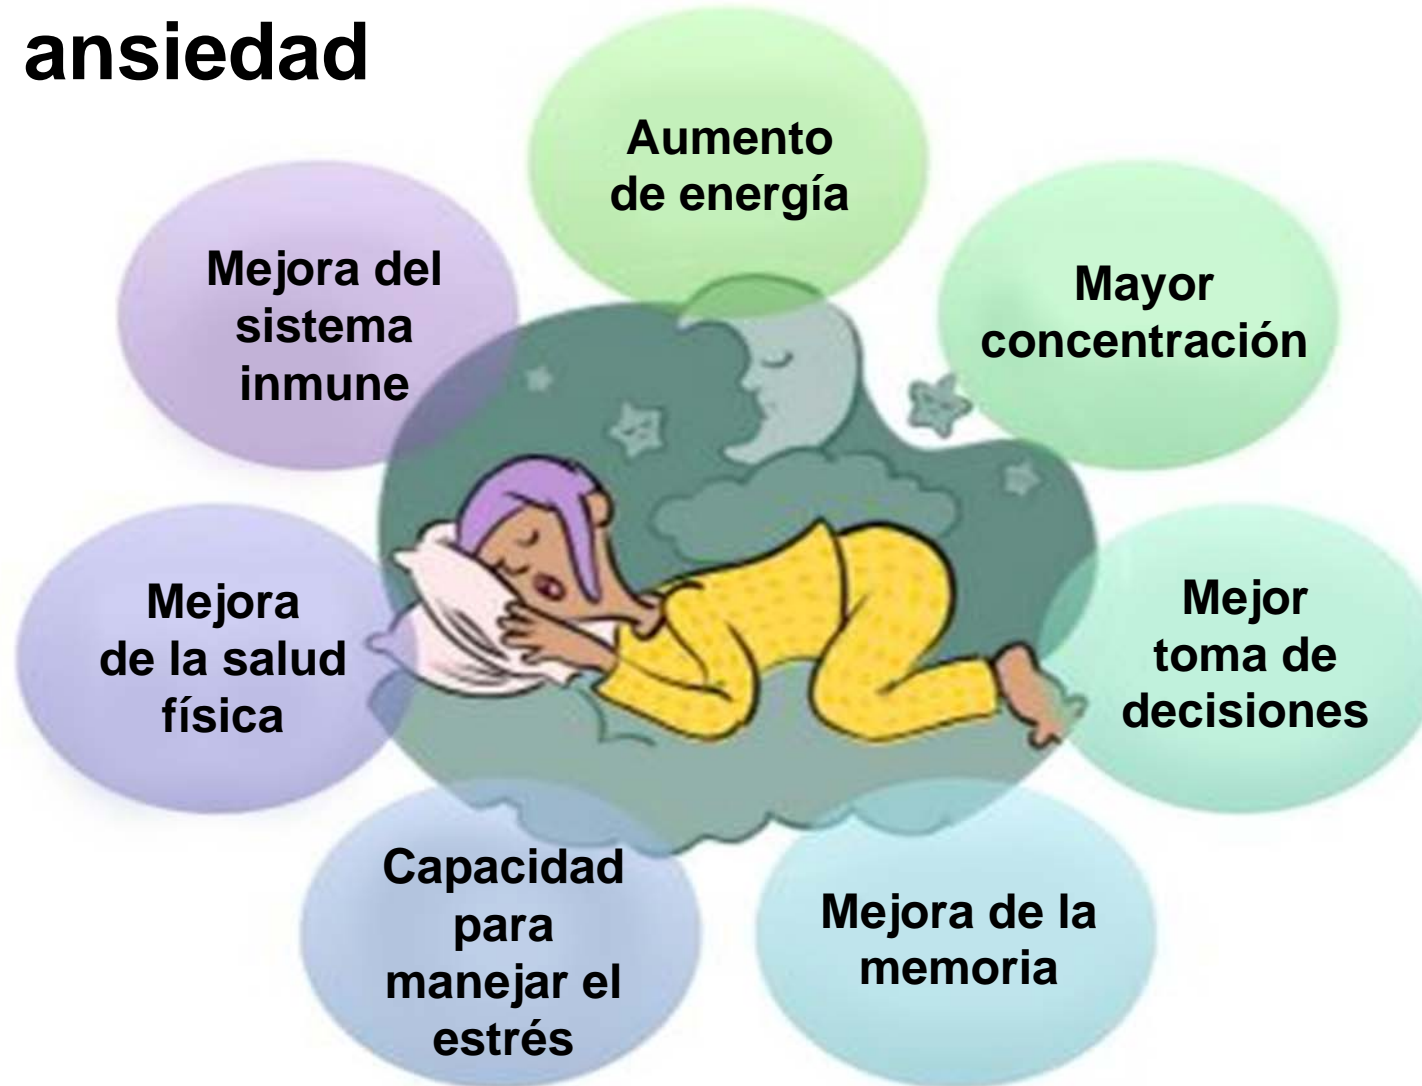 ansiedad
Aumento
de energía
Mayor
concentración
Mejor
toma de
decisiones
Mejora de la
memoria
Capacidad
para
manejar el
estrés
Mejora
de la salud
física
Mejora del
sistema
inmune